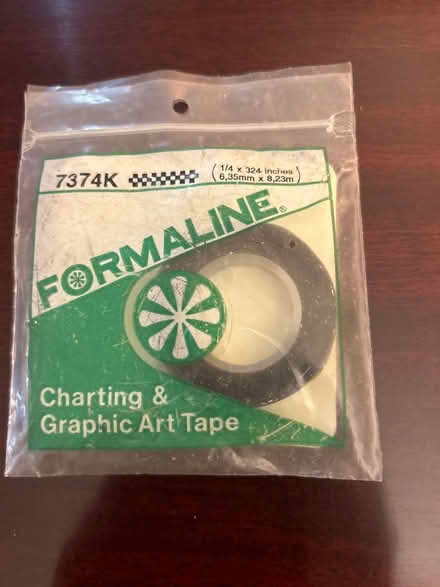 7374K (1/4 x 324 inches
6,35mm x 8,23m)
FORMALINE®
Charting &
Graphic Art Tape